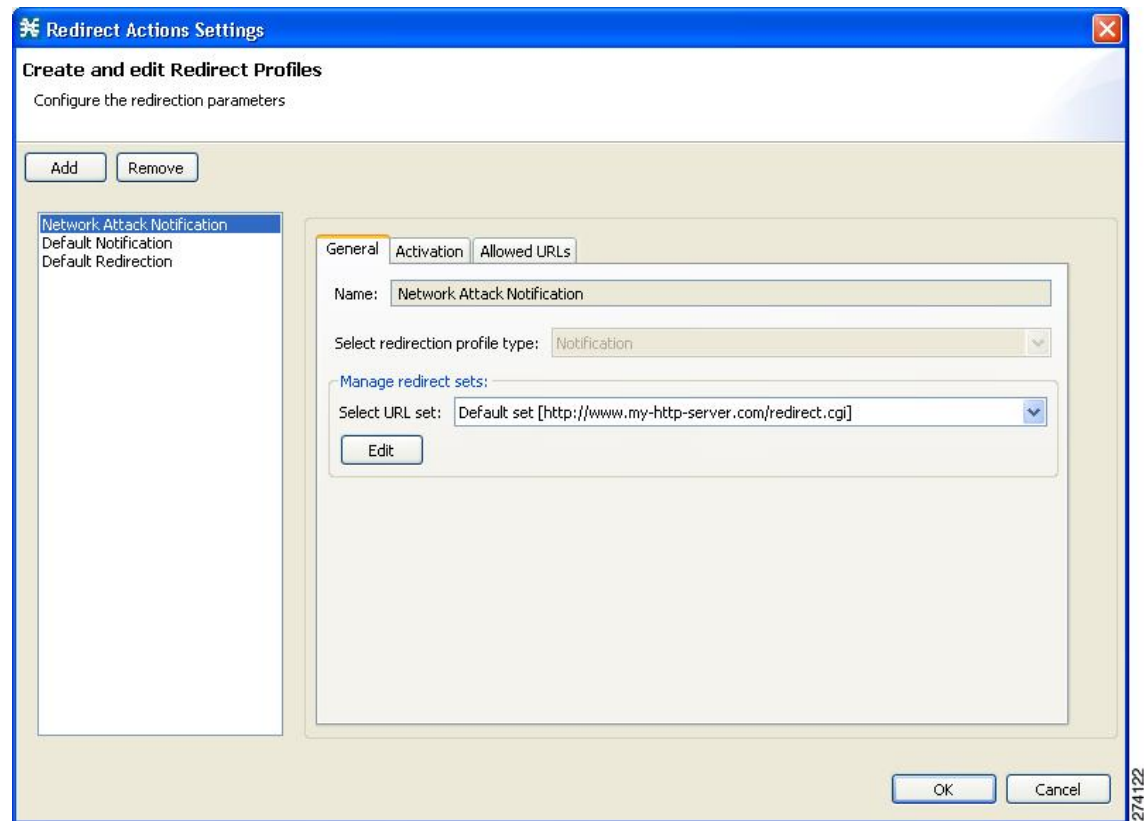 Redirect Actions Settings
Create and edit Redirect Profiles
Configure the redirection parameters
Add Remove
Network Attack Notification
Default Notification
Default Redirection
General Activation Allowed URLs
Name: Network Attack Notification
Select redirection profile type: Notification
Manage redirect sets:
Select URL set: Default set [http://www.my-http-server.com/redirect.cgi]
Edit
OK Cancel
274122